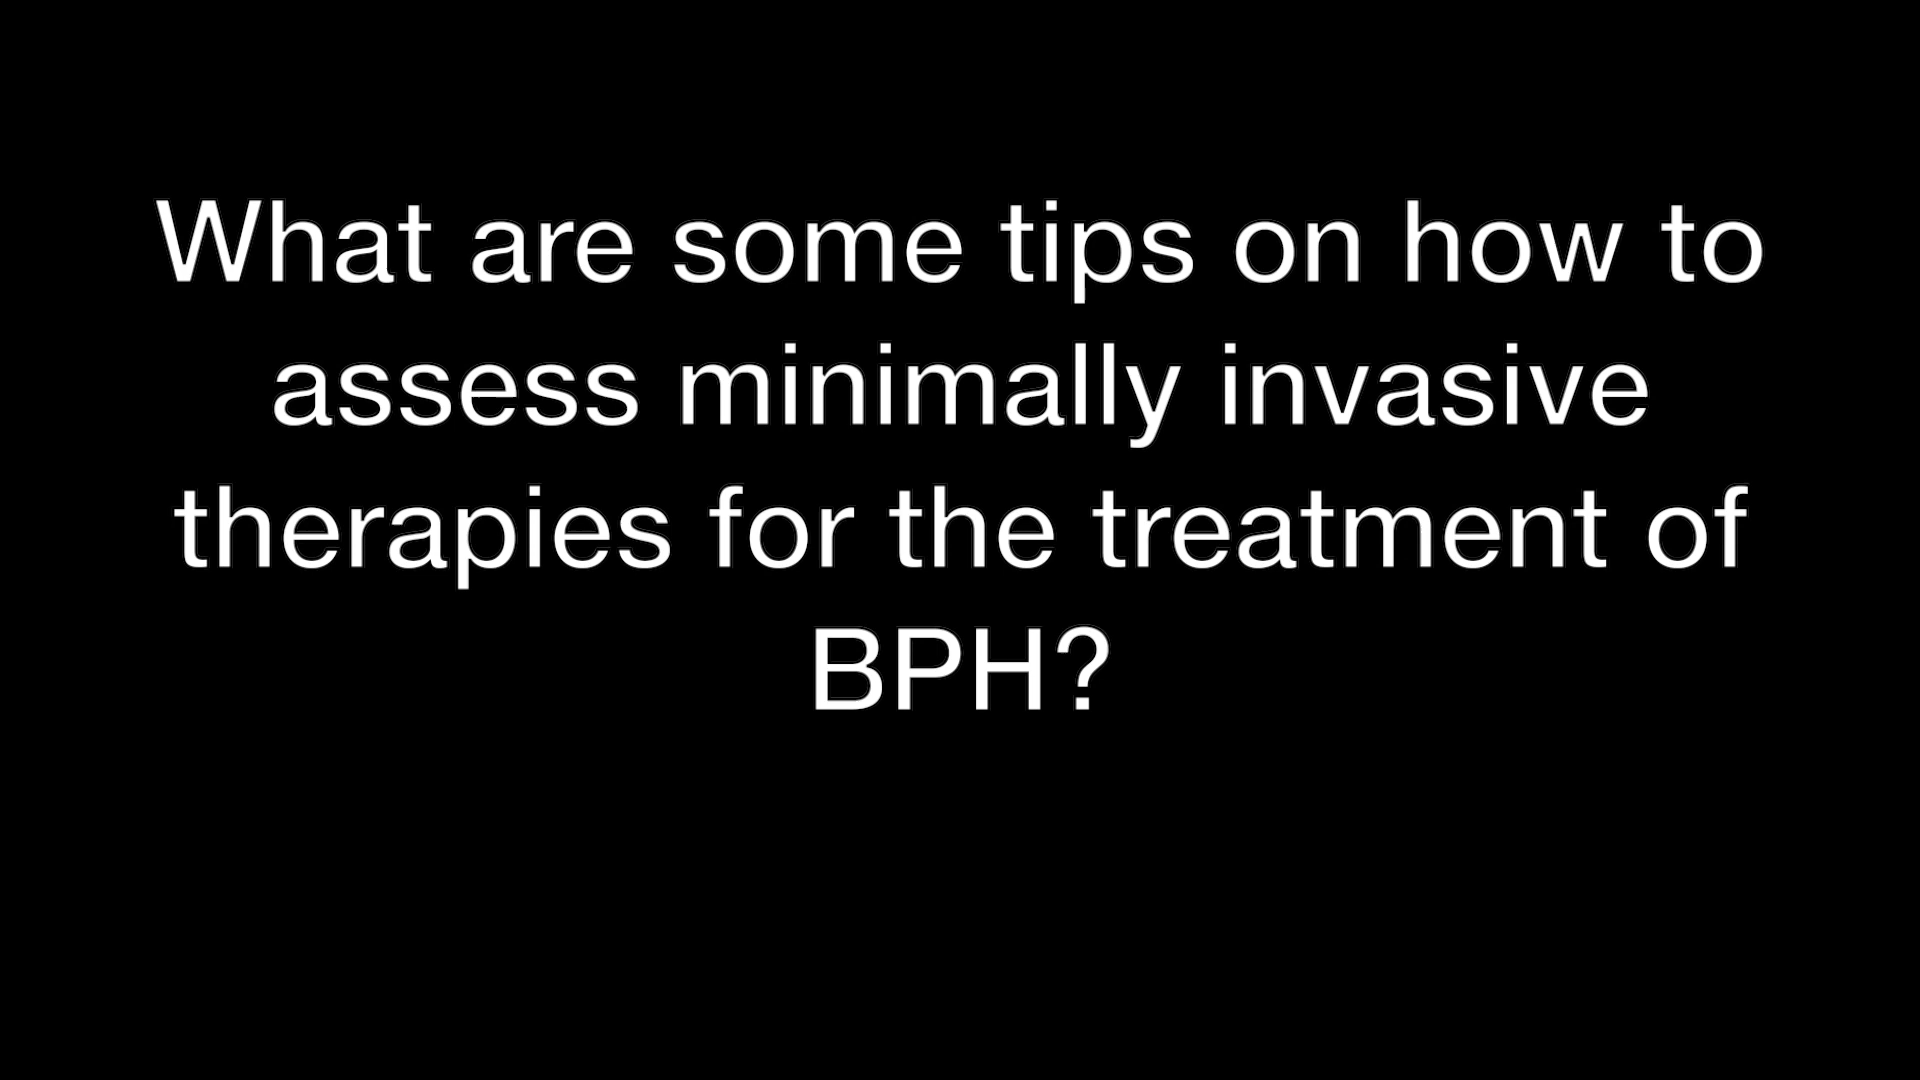 What are some tips on how to
assess minimally invasive
therapies for the treatment of
BPH?